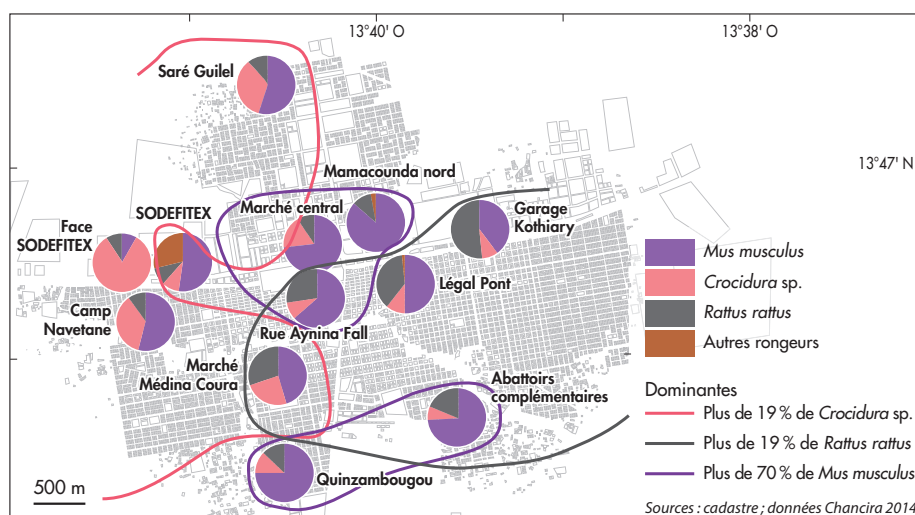 13°40' O
13°38' O
Saré Guilel
13°47' N
Mamacounda nord
Marché central
SODEFITEX
Face
SODEFITEX
Garage
Kothiary
Légal Pont
Camp
Navetane
Rue Aynina Fall
Marché
Médina Coura
Abattoirs
complémentaires
Quinzambougou
500 m
Mus musculus
Crocidura sp.
Rattus rattus
Autres rongeurs
Dominantes
Plus de 19 % de Crocidura sp.
Plus de 19 % de Rattus rattus
Plus de 70 % de Mus musculus
Sources : cadastre ; données Chancira 2014